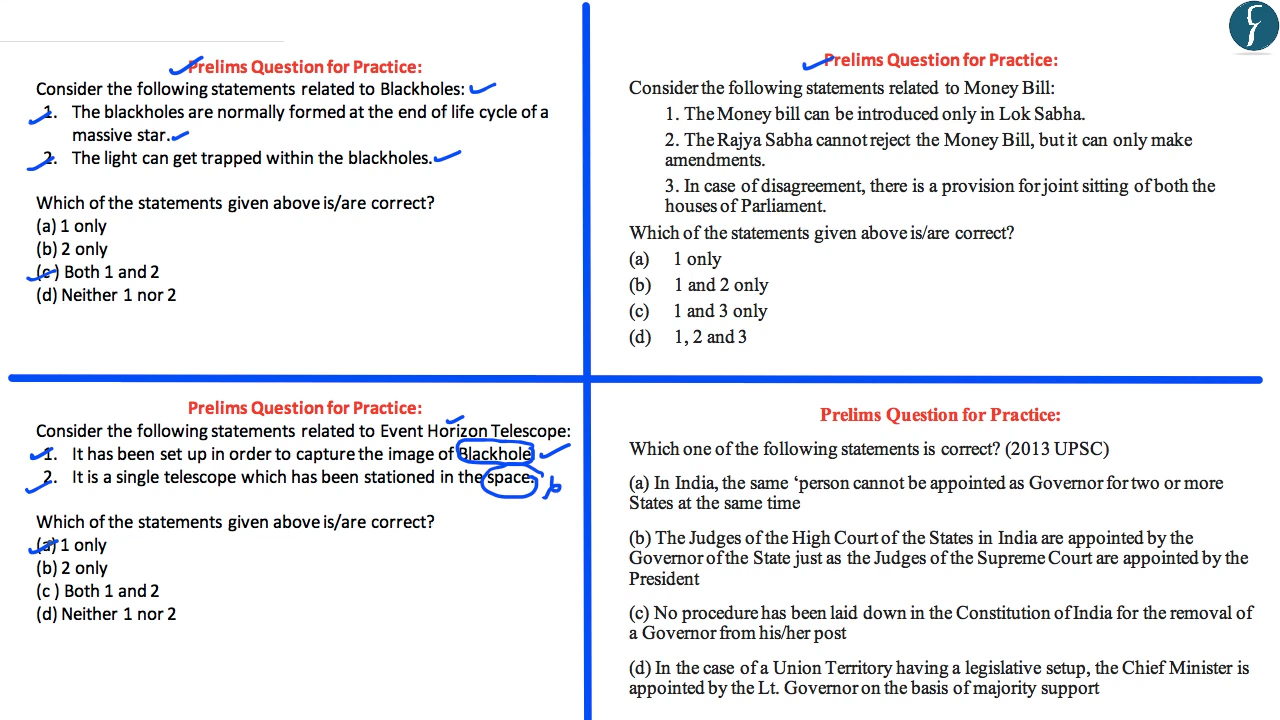 Prelims Question for Practice:
Consider the following statements related to Blackholes:
1. The blackholes are normally formed at the end of life cycle of a
massive star.
2. The light can get trapped within the blackholes.
Which of the statements given above is/are correct?
(a) 1 only
(b) 2 only
(c ) Both 1 and 2
(d) Neither 1 nor 2
Prelims Question for Practice:
Consider the following statements related to Money Bill:
1. The Money bill can be introduced only in Lok Sabha.
2. The Rajya Sabha cannot reject the Money Bill, but it can only make
amendments.
3. In case of disagreement, there is a provision for joint sitting of both the
houses of Parliament.
Which of the statements given above is/are correct?
(a) 1 only
(b) 1 and 2 only
(c) 1 and 3 only
(d) 1, 2 and 3
Prelims Question for Practice:
Consider the following statements related to Event Horizon Telescope:
1. It has been set up in order to capture the image of Blackhole
2. It is a single telescope which has been stationed in the space.
Which of the statements given above is/are correct?
(a) 1 only
(b) 2 only
(c ) Both 1 and 2
(d) Neither 1 nor 2
Prelims Question for Practice:
Which one of the following statements is correct? (2013 UPSC)
(a) In India, the same ‘person cannot be appointed as Governor for two or more
States at the same time
(b) The Judges of the High Court of the States in India are appointed by the
Governor of the State just as the Judges of the Supreme Court are appointed by the
President
(c) No procedure has been laid down in the Constitution of India for the removal of
a Governor from his/her post
(d) In the case of a Union Territory having a legislative setup, the Chief Minister is
appointed by the Lt. Governor on the basis of majority support